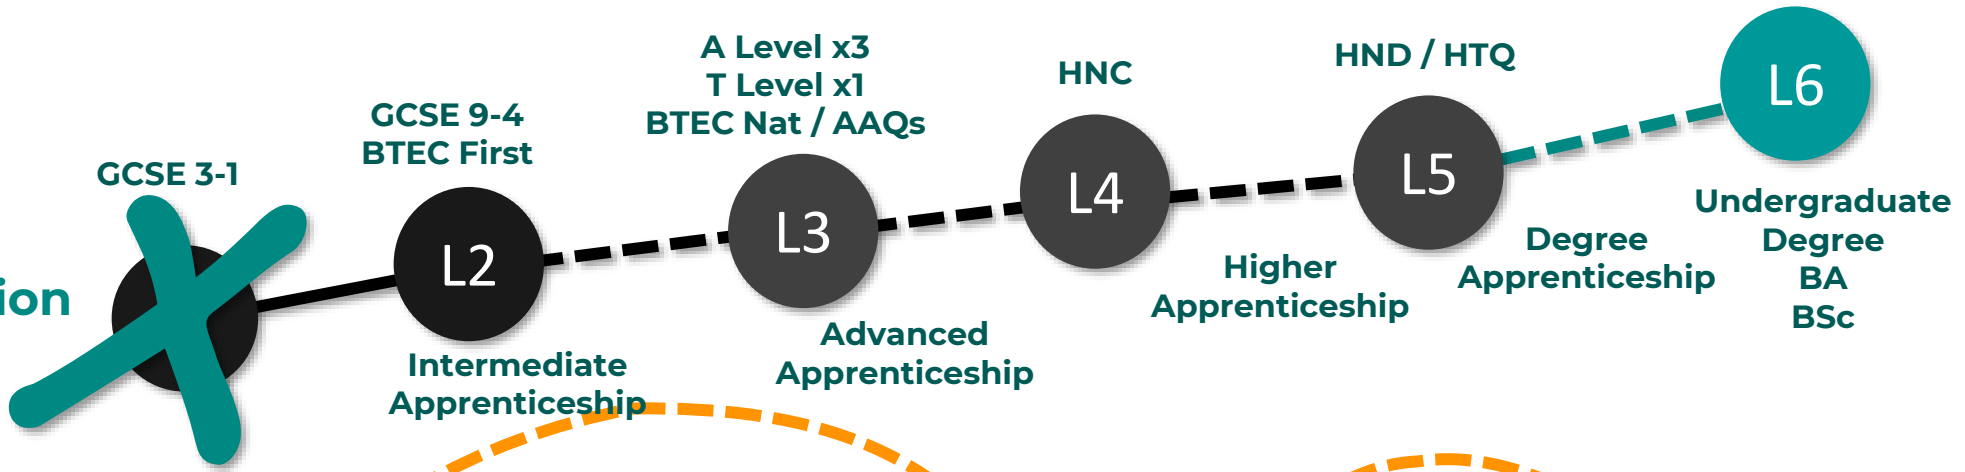 GCSE 3-1
GCSE 9-4
BTEC First
A Level x3
T Level x1
BTEC Nat / AAQs
HNC
HND / HTQ
L2
L3
L4
L5
L6
ion
Intermediate
Apprenticeship
Advanced
Apprenticeship
Higher
Apprenticeship
Degree
Apprenticeship
Undergraduate
Degree
BA
BSc